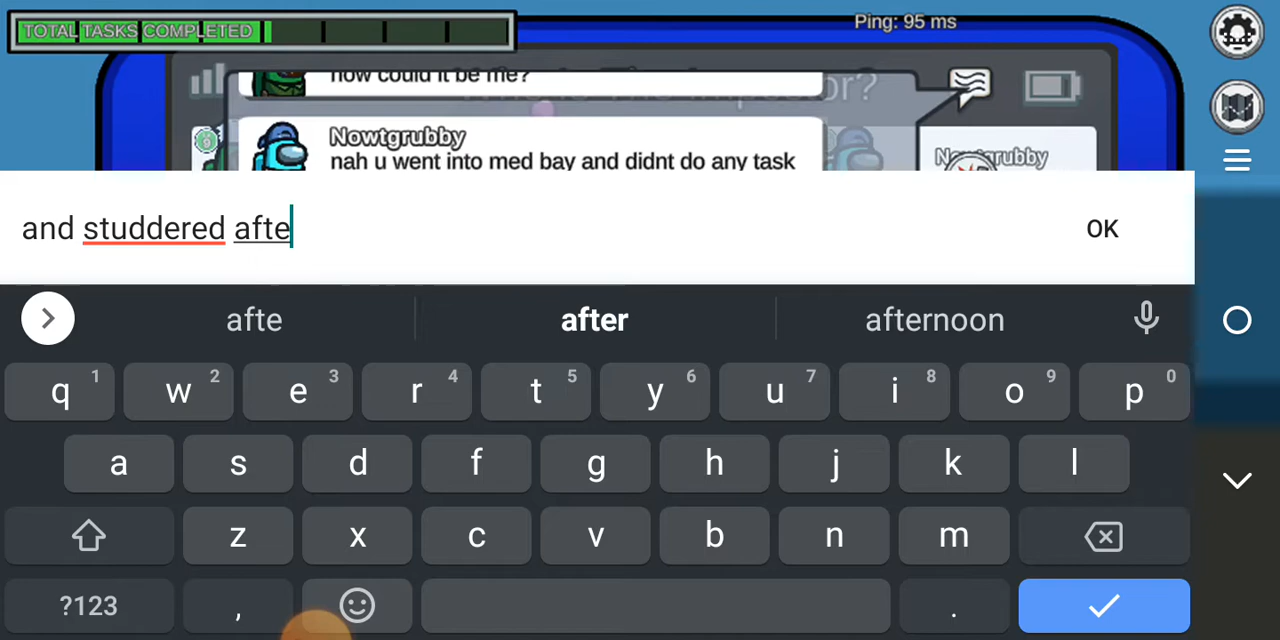 TOTAL TASKS COMPLETED
Ping: 95 ms
how could it be me?
Nowtgrubby
nah u went into med bay and didnt do any task
Nowtgrubby
and studdered afte
OK
afte after afternoon
q 1 w 2 e 3 r 4 t 5 y 6 u 7 i 8 o 9 p 0
a s d f g h j k l
z x c v b n m
?123 , .